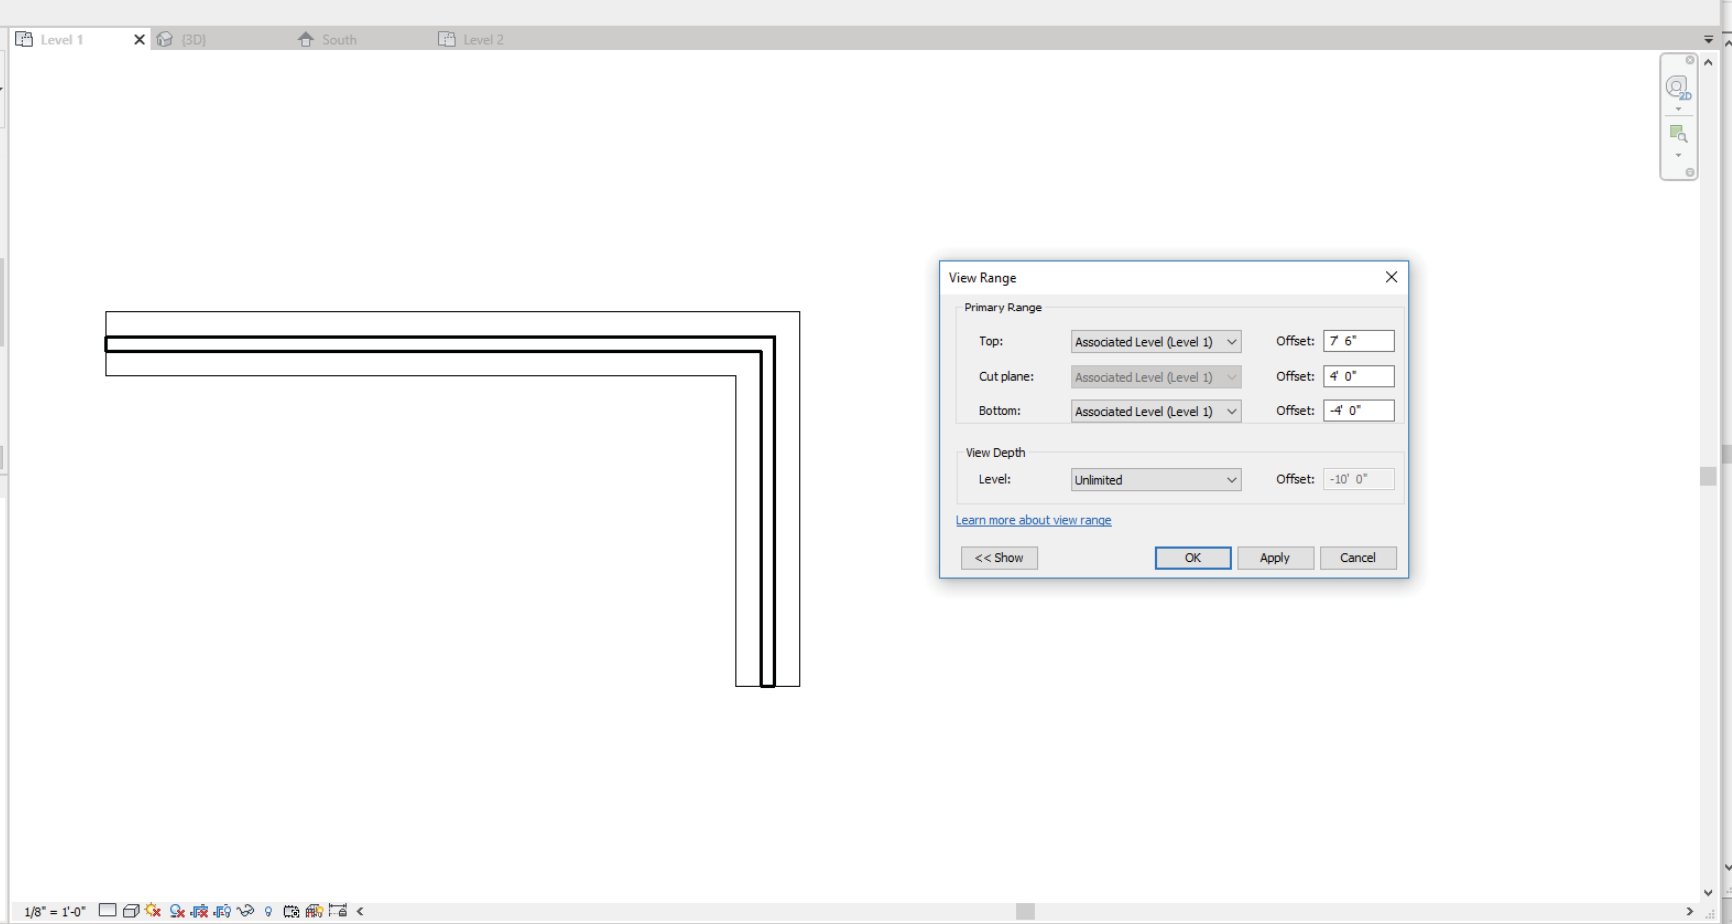 Level 1 {3D} South Level 2
2D
View Range
Primary Range
Top: Associated Level (Level 1) Offset: 7' 6"
Cut plane: Associated Level (Level 1) Offset: 4' 0"
Bottom: Associated Level (Level 1) Offset: -4' 0"
View Depth
Level: Unlimited Offset: -10' 0"
Learn more about view range
<< Show OK Apply Cancel
1/8" = 1'-0"